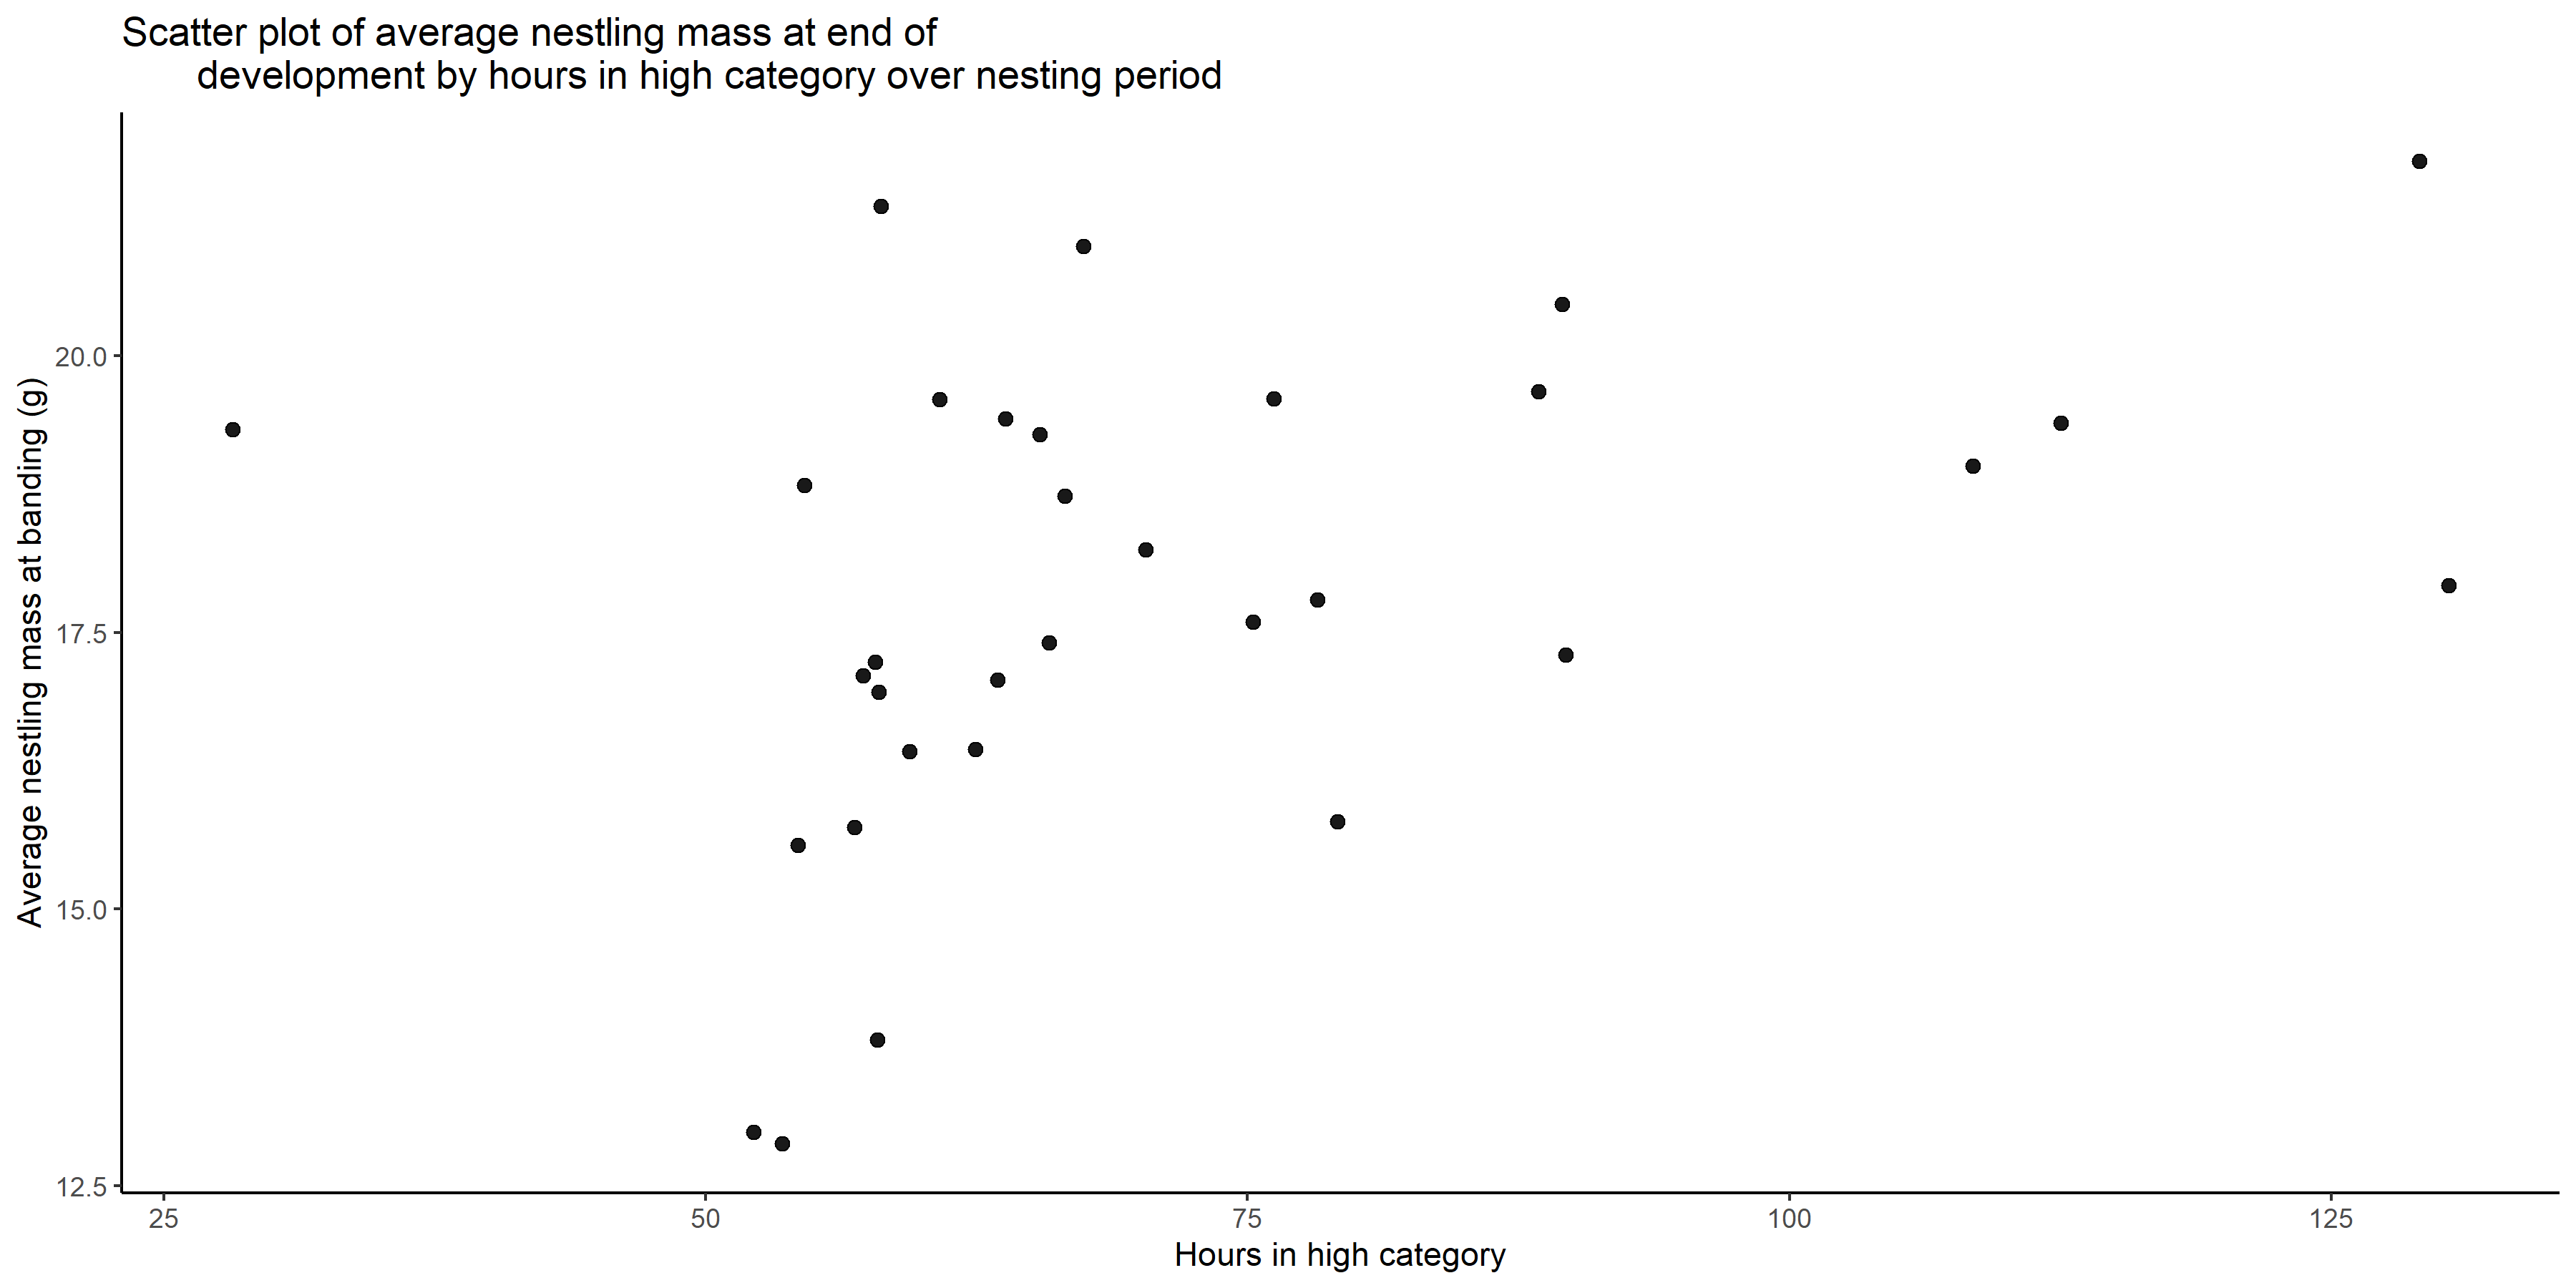 Scatter plot of average nestling mass at end of
development by hours in high category over nesting period
Average nestling mass at banding (g)
20.0
17.5
15.0
12.5
25 50 75 100 125
Hours in high category